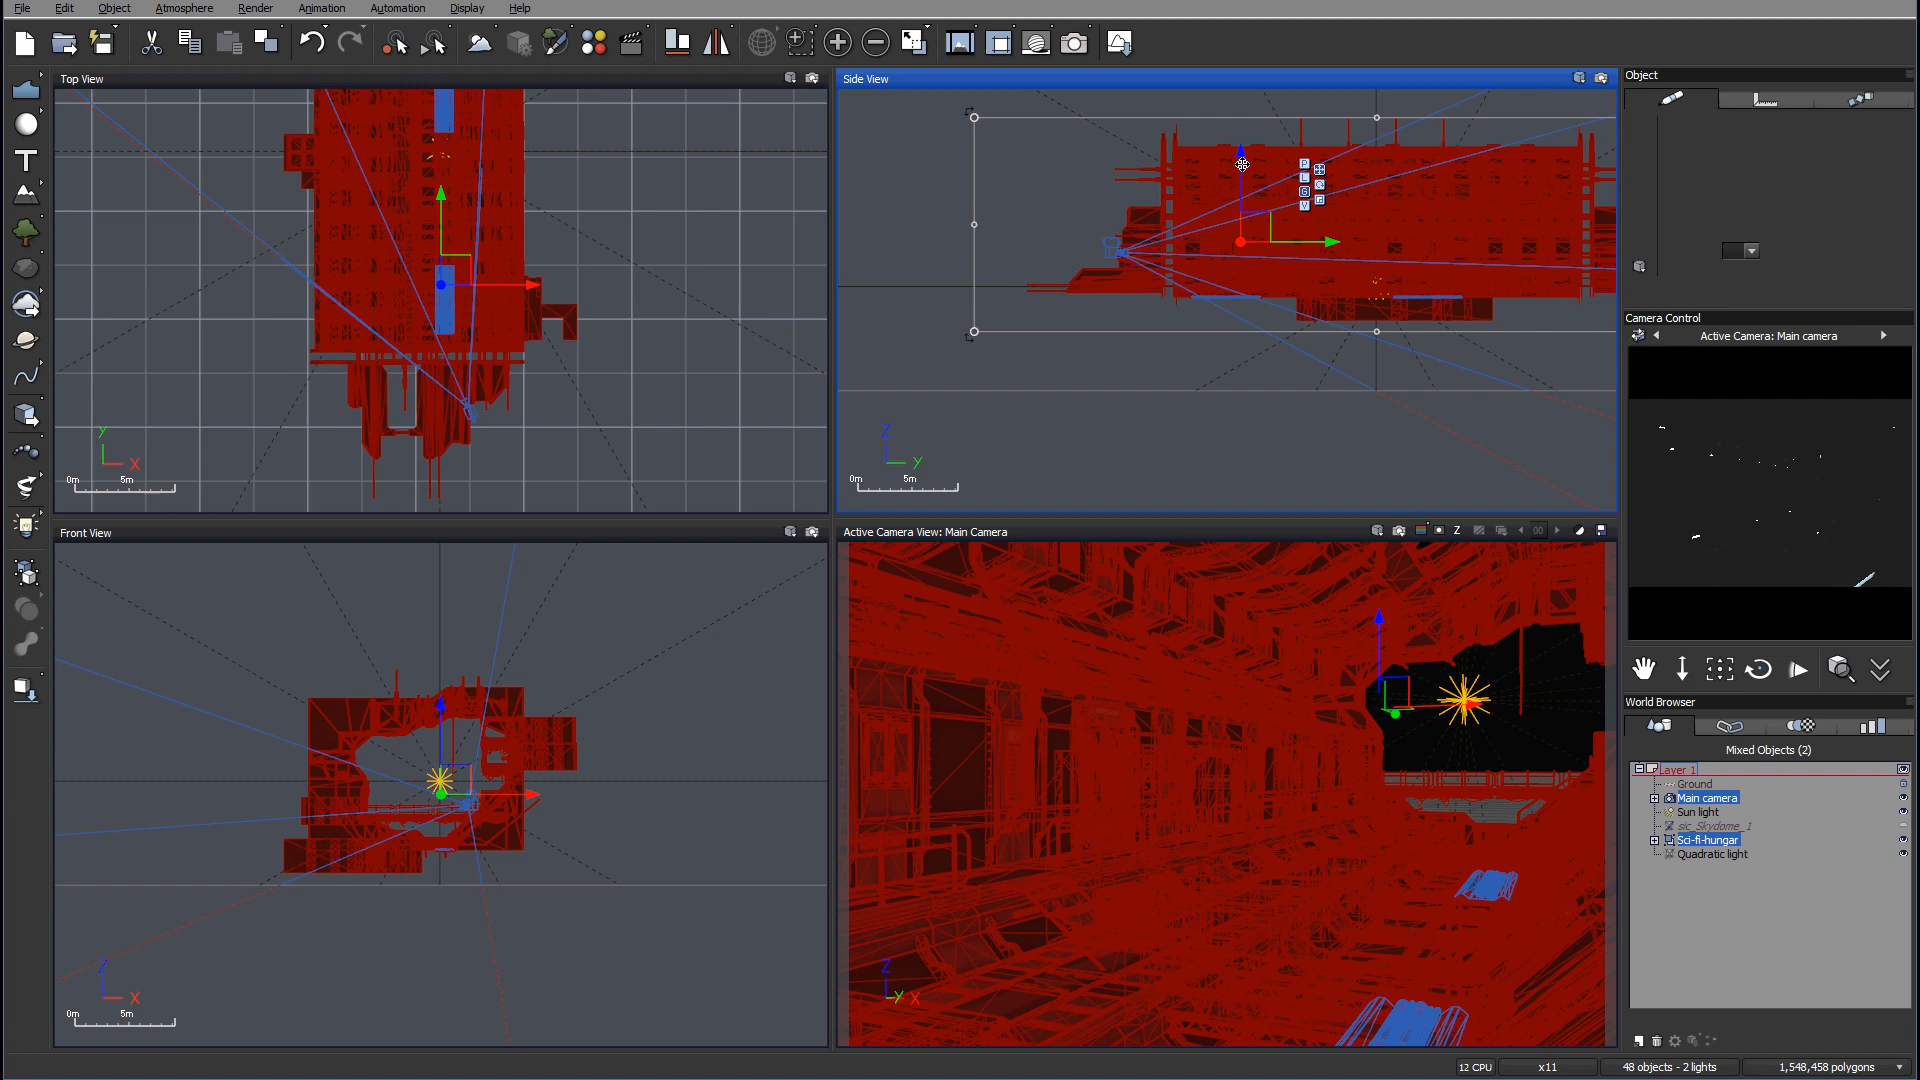 File Edit Object Atmosphere Render Animation Automation Display Help
Top View
Side View
Object
P
L
G
V
Camera Control
Active Camera: Main camera
Y
X
0m 5m
Z
Y
0m 5m
Front View
Active Camera View: Main Camera
Z
00
World Browser
Mixed Objects (2)
Layer 1
Ground
Main camera
Sun light
sic_Skydome_1
Sci-fi-hungar
Quadratic light
Z
X
0m 5m
Z
Y
X
12 CPU x11 48 objects - 2 lights 1,548,458 polygons